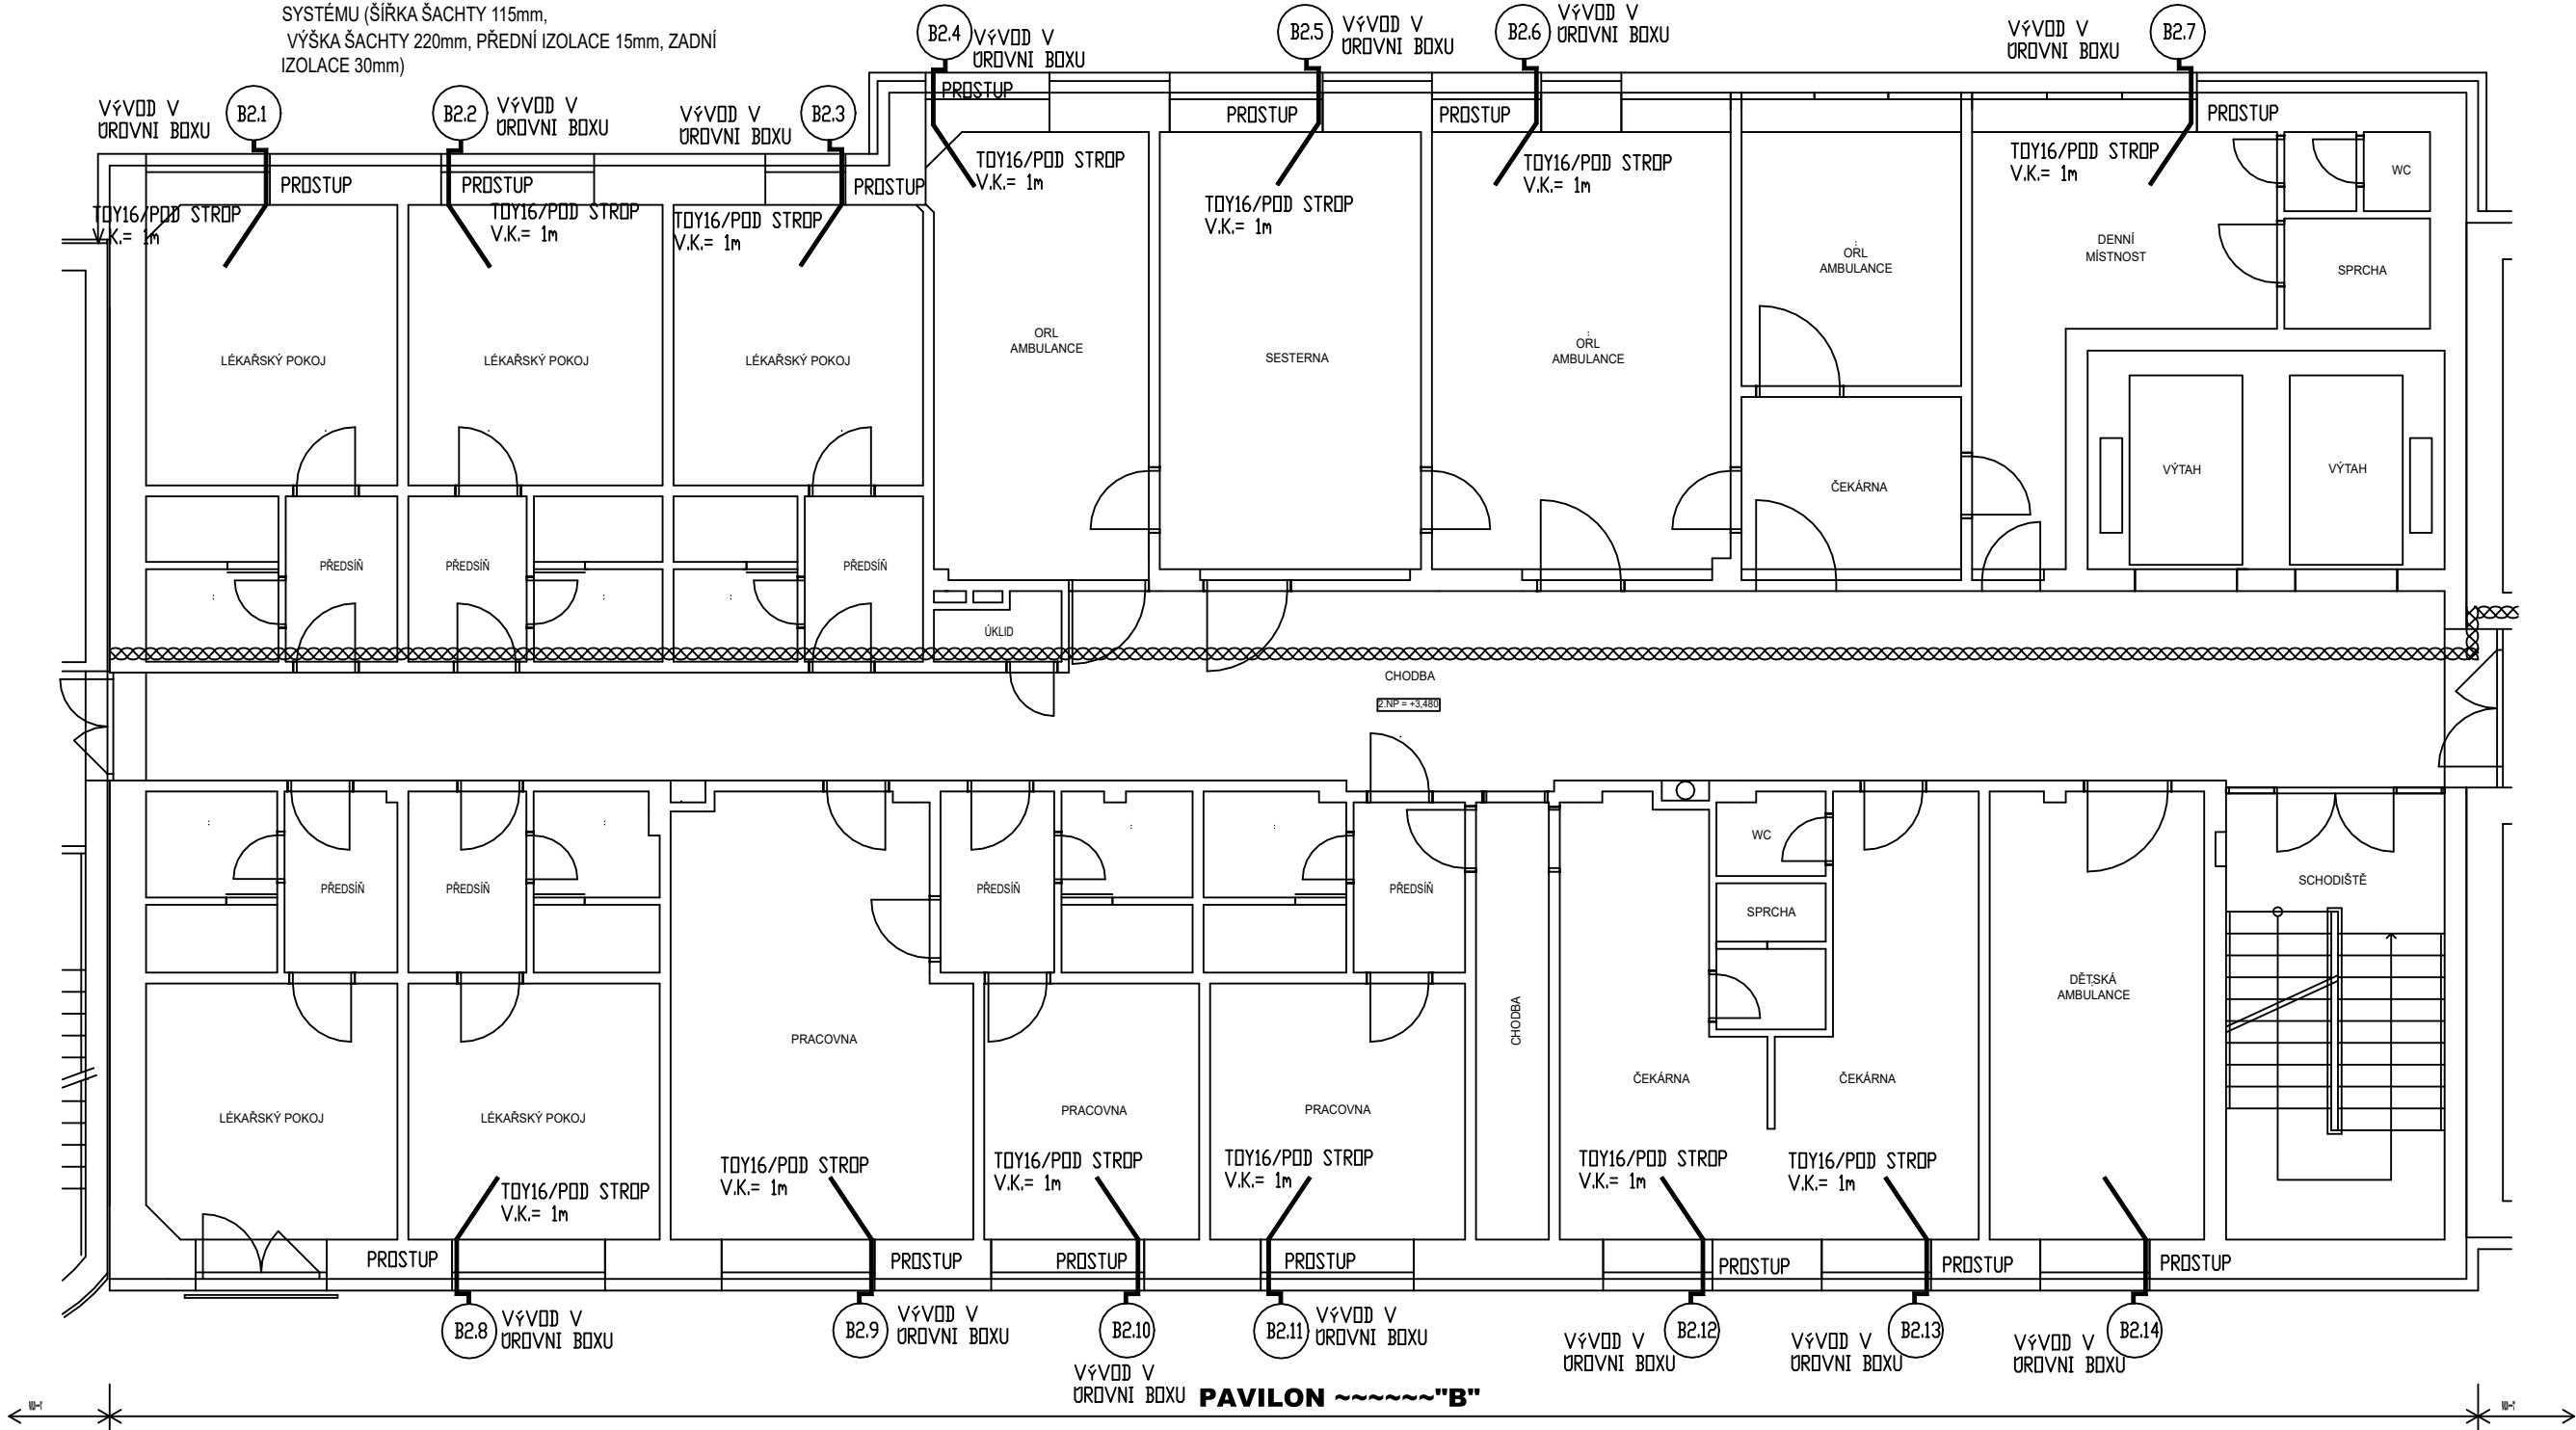 SYSTÉMU (ŠÍŘKA ŠACHTY 115mm,
VÝŠKA ŠACHTY 220mm, PŘEDNÍ IZOLACE 15mm, ZADNÍ
IZOLACE 30mm)
B2.4
VÝVOD V
ÚROVNI BOXU
B2.5
VÝVOD V
ÚROVNI BOXU
B2.6
VÝVOD V
ÚROVNI BOXU
VÝVOD V
ÚROVNI BOXU
B2.7
VÝVOD V
ÚROVNI BOXU
B2.1
B2.2
VÝVOD V
ÚROVNI BOXU
VÝVOD V
ÚROVNI BOXU
B2.3
PROSTUP
PROSTUP
PROSTUP
PROSTUP
PROSTUP
PROSTUP
PROSTUP
TOY16/POD STROP
V.K.= 1m
TOY16/POD STROP
V.K.= 1m
TOY16/POD STROP
V.K.= 1m
TOY16/POD STROP
V.K.= 1m
TOY16/POD STROP
V.K.= 1m
TOY16/POD STROP
V.K.= 1m
TOY16/POD STROP
V.K.= 1m
WC
DENNÍ
MÍSTNOST
SPRCHA
ORL
AMBULANCE
LÉKAŘSKÝ POKOJ
LÉKAŘSKÝ POKOJ
LÉKAŘSKÝ POKOJ
ORL
AMBULANCE
SESTERNA
ORL
AMBULANCE
ČEKÁRNA
VÝTAH
VÝTAH
PŘEDSÍŇ
PŘEDSÍŇ
PŘEDSÍŇ
ÚKLID
CHODBA
2.NP = +3,480
WC
PŘEDSÍŇ
PŘEDSÍŇ
PŘEDSÍŇ
PŘEDSÍŇ
SPRCHA
SCHODIŠTĚ
CHODBA
DĚTSKÁ
AMBULANCE
PRACOVNA
ČEKÁRNA
ČEKÁRNA
LÉKAŘSKÝ POKOJ
LÉKAŘSKÝ POKOJ
PRACOVNA
PRACOVNA
TOY16/POD STROP
V.K.= 1m
TOY16/POD STROP
V.K.= 1m
TOY16/POD STROP
V.K.= 1m
TOY16/POD STROP
V.K.= 1m
TOY16/POD STROP
V.K.= 1m
TOY16/POD STROP
V.K.= 1m
PROSTUP
PROSTUP
PROSTUP
PROSTUP
PROSTUP
PROSTUP
PROSTUP
B2.8
VÝVOD V
ÚROVNI BOXU
B2.9
VÝVOD V
ÚROVNI BOXU
B2.10
VÝVOD V
ÚROVNI BOXU
B2.11
VÝVOD V
ÚROVNI BOXU
VÝVOD V
ÚROVNI BOXU
B2.12
VÝVOD V
ÚROVNI BOXU
B2.13
VÝVOD V
ÚROVNI BOXU
B2.14
PAVILON ~~~~~~"B"